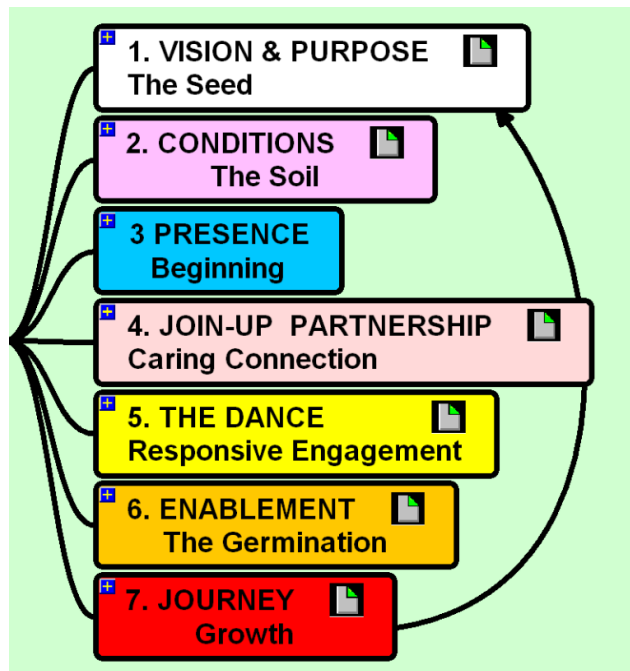 1. VISION & PURPOSE
The Seed
2. CONDITIONS
The Soil
3 PRESENCE
Beginning
4. JOIN-UP PARTNERSHIP
Caring Connection
5. THE DANCE
Responsive Engagement
6. ENABLEMENT
The Germination
7. JOURNEY
Growth